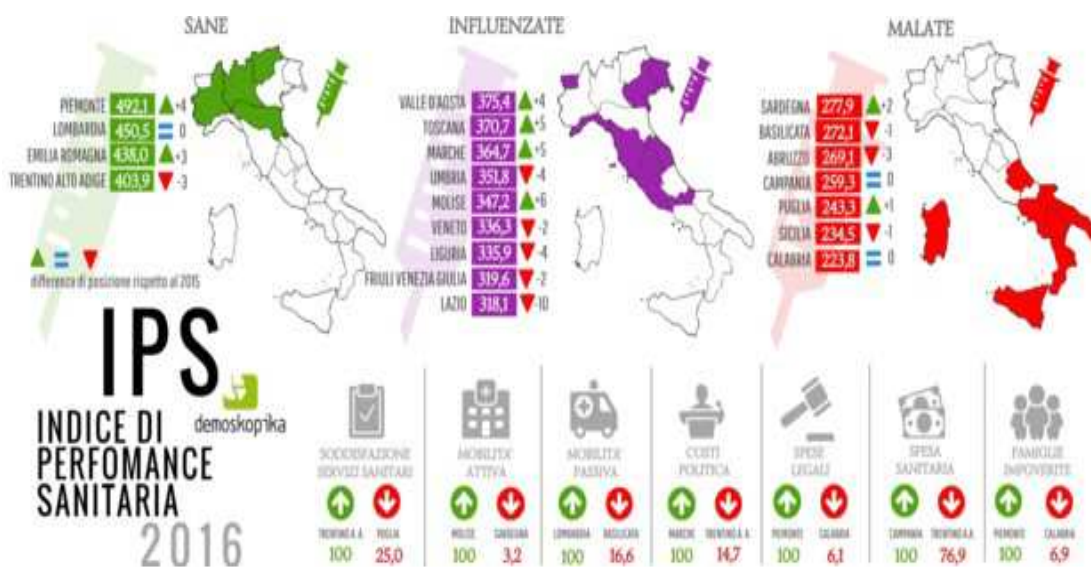 SANE
PIEMONTE 492,1 +4
LOMBARDIA 450,5 0
EMILIA ROMAGNA 438,0 +3
TRENTINO ALTO ADIGE 403,9 -3
differenza di posizione rispetto al 2015
INFLUENZATE
VALLE D'AOSTA 375,4 +4
TOSCANA 370,7 +5
MARCHE 364,7 +5
UMBRIA 351,8 -4
MOLISE 347,2 +6
VENETO 336,3 -2
LIGURIA 335,9 -4
FRIULI VENEZIA GIULIA 319,6 -2
LAZIO 318,1 -10
MALATE
SARDEGNA 277,9 +2
BASILICATA 272,1 -1
ABRUZZO 269,1 -3
CAMPANIA 259,3 0
PUGLIA 243,3 +1
SICILIA 234,5 -1
CALABRIA 223,8 0
IPS
demoskopika
INDICE DI
PERFOMANCE
SANITARIA
2016
SODDISFAZIONE
SERVIZI SANITARI
TRENTINO A. A. PUGLIA
100 25,0
MOBILITA'
ATTIVA
MOLISE SARDEGNA
100 3,2
MOBILITA'
PASSIVA
LOMBARDIA BASILICATA
100 16,6
COSTI
POLITICA
MARCHE TRENTINO A. A.
100 14,7
SPESE
LEGALI
PIEMONTE CALABRIA
100 6,1
SPESA
SANITARIA
CAMPANIA TRENTINO A.A.
100 76,9
FAMIGLIE
IMPOVERITE
PIEMONTE CALABRIA
100 6,9